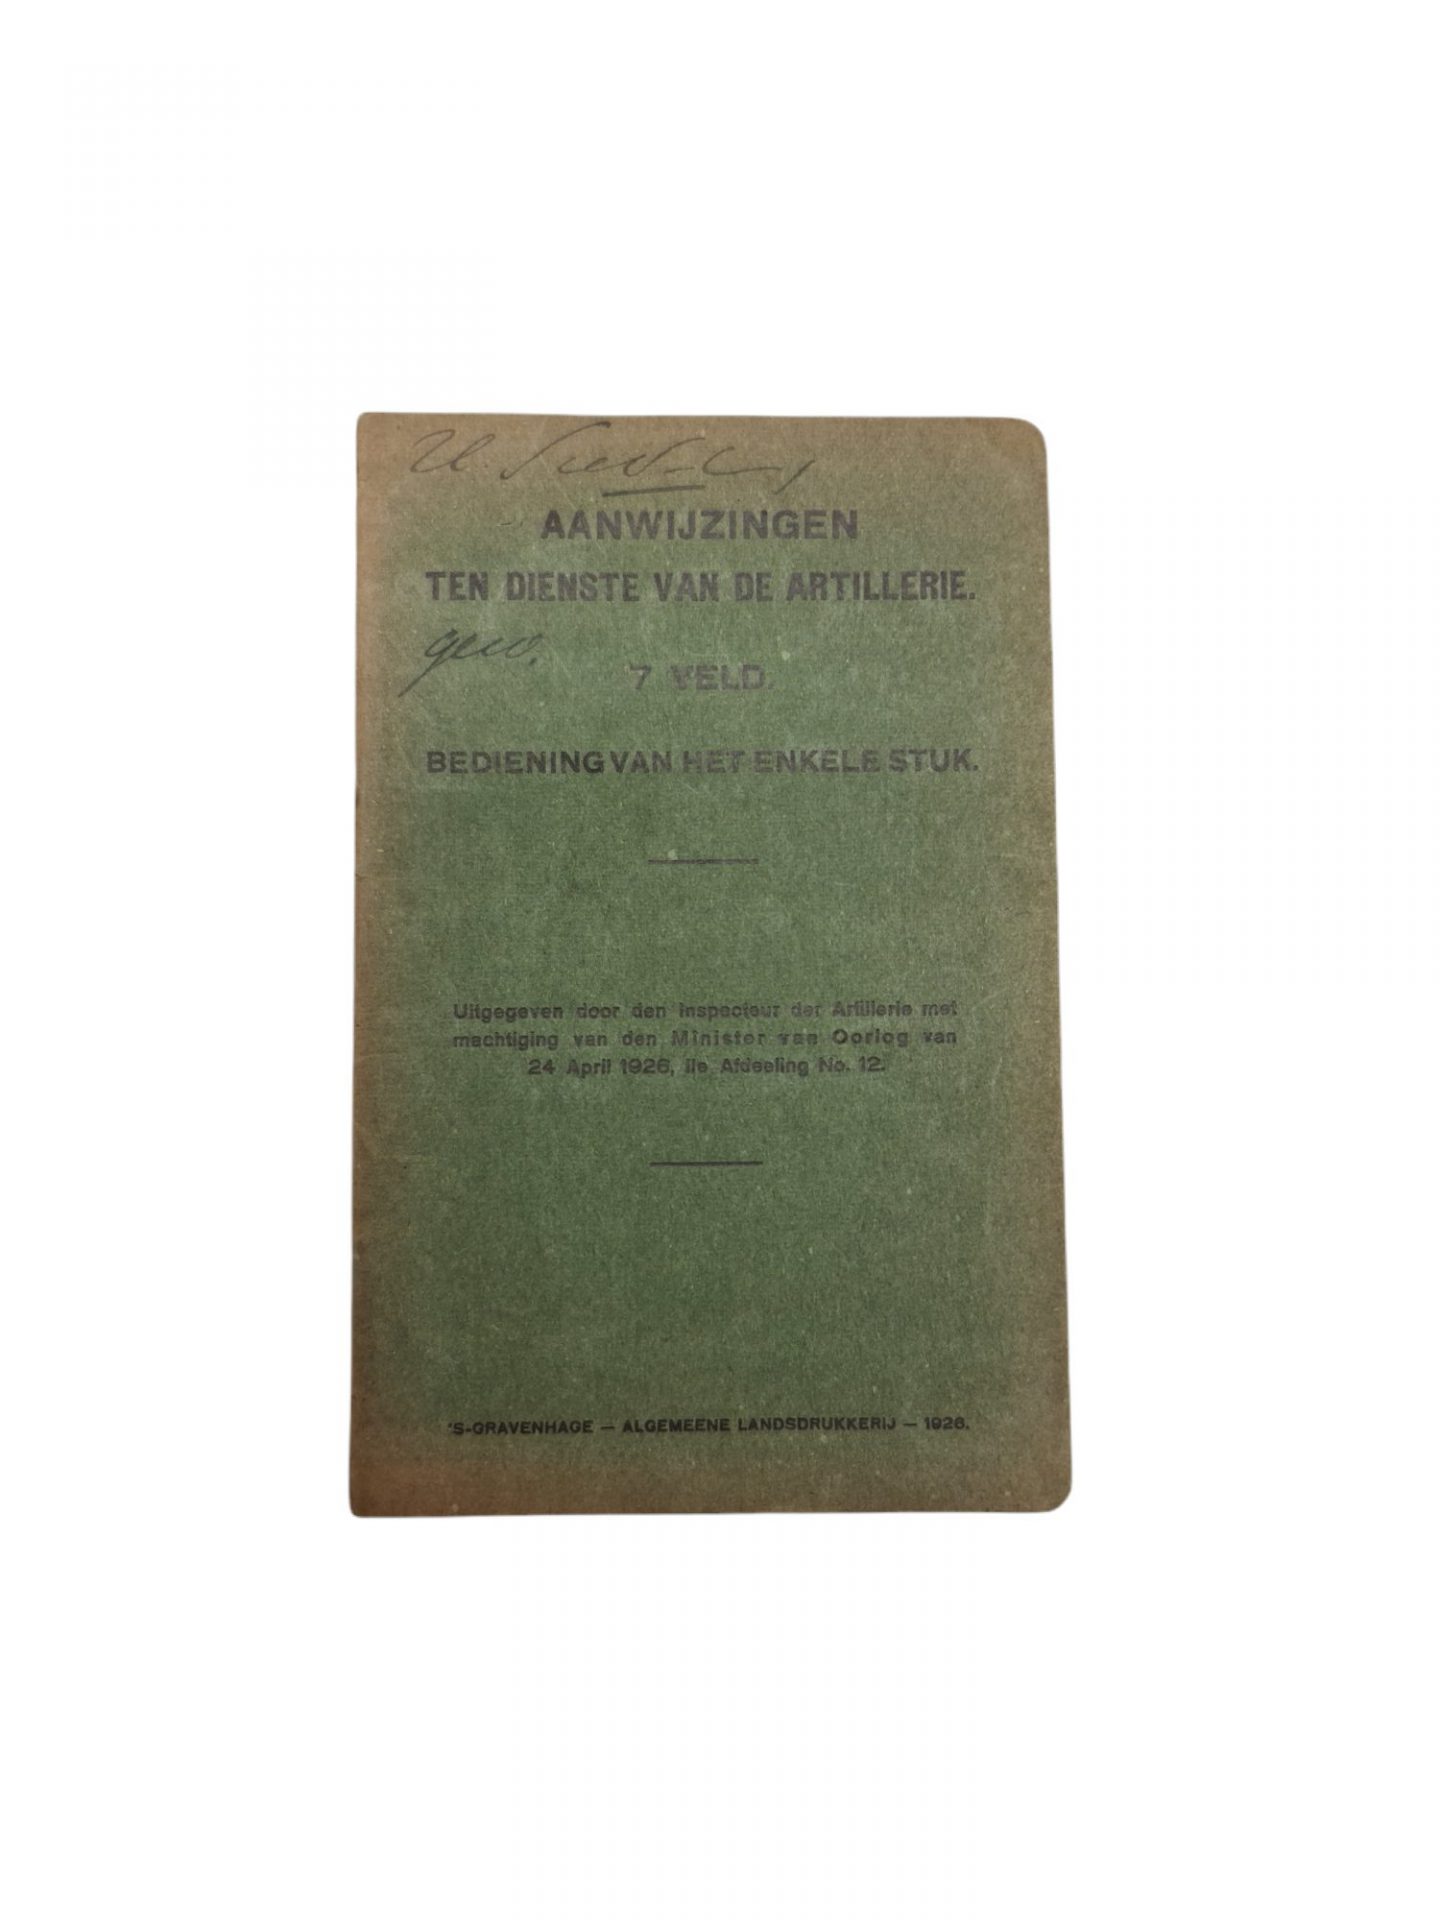 AANWIJZINGEN
TEN DIENSTE VAN DE ARTILLERIE.
gew.
7 VELD.
BEDIENING VAN HET ENKELE STUK.
Uitgegeven door den Inspecteur der Artillerie met
machtiging van den Minister van Oorlog van
24 April 1926, IIe Afdeeling No. 12.
'S-GRAVENHAGE — ALGEMEENE LANDSDRUKKERIJ — 1926.